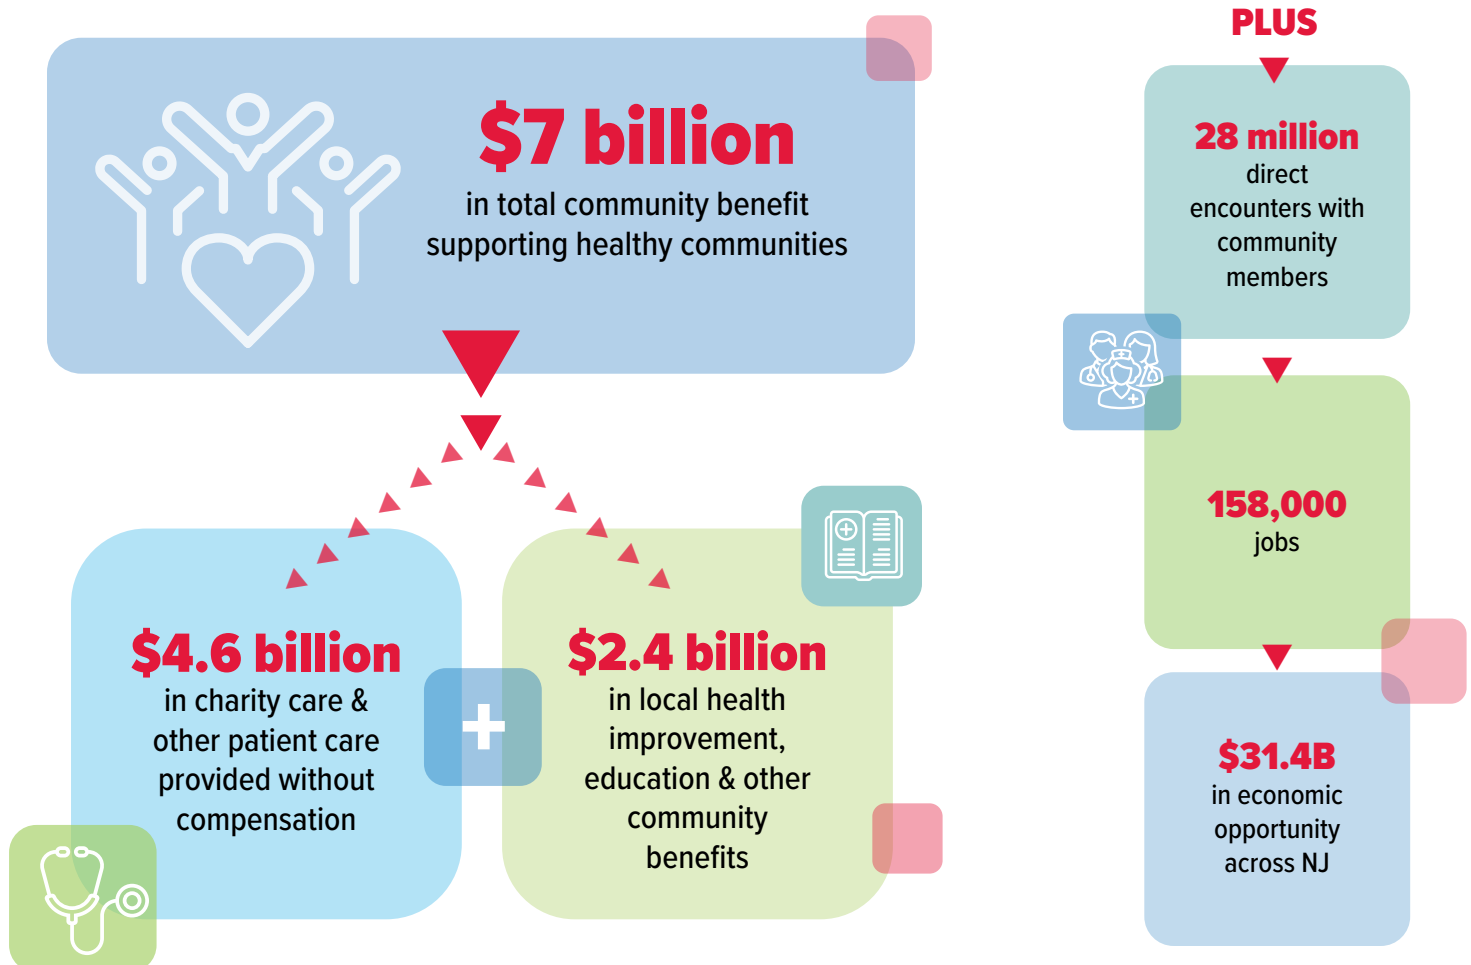 $7 billion
in total community benefit
supporting healthy communities
$4.6 billion
in charity care &
other patient care
provided without
compensation
+
$2.4 billion
in local health
improvement,
education & other
community
benefits
PLUS
28 million
direct
encounters with
community
members
158,000
jobs
$31.4B
in economic
opportunity
across NJ